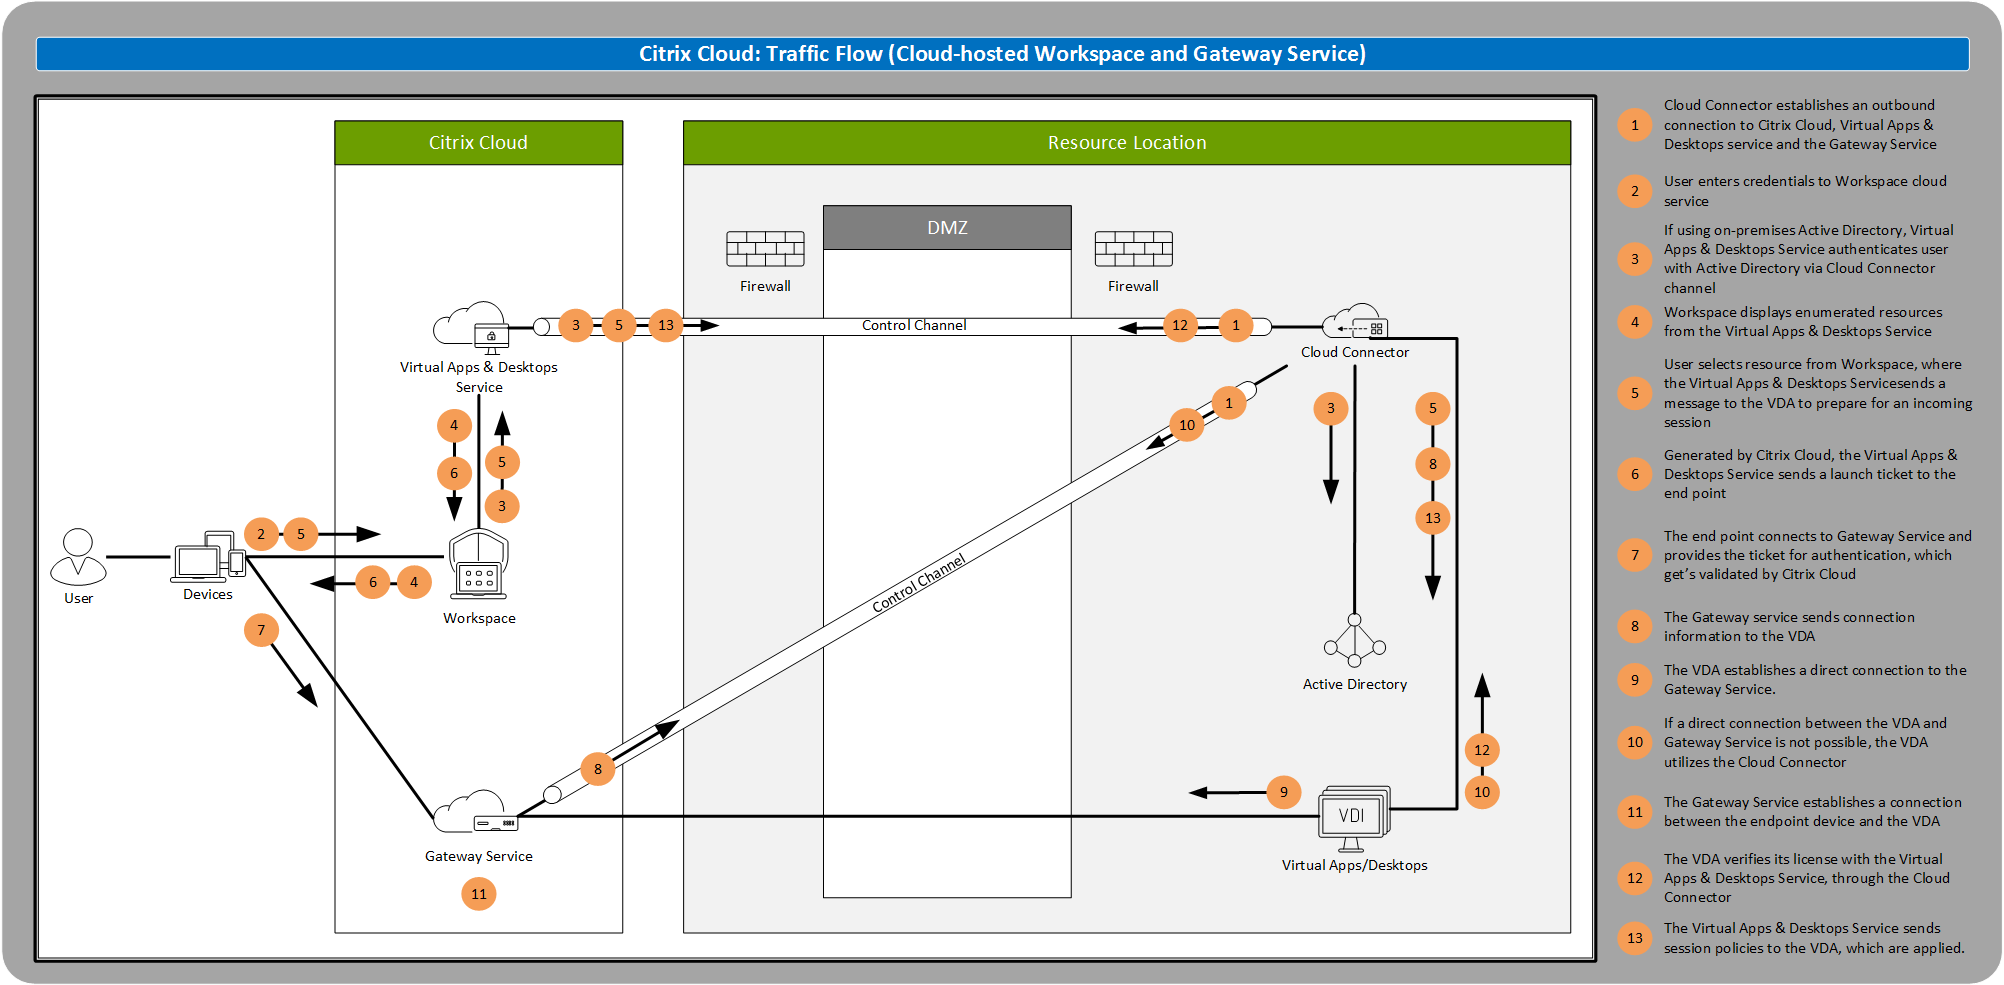 Citrix Cloud: Traffic Flow (Cloud-hosted Workspace and Gateway Service)
Citrix Cloud
Resource Location
DMZ
Firewall
Firewall
3
5
13
Control Channel
12
1
Virtual Apps & Desktops
Service
Cloud Connector
4
6
5
3
1
10
3
5
8
13
2
5
6
4
7
User
Devices
Workspace
Control Channel
Active Directory
8
9
12
10
VDI
Gateway Service
Virtual Apps/Desktops
11
1
Cloud Connector establishes an outbound
connection to Citrix Cloud, Virtual Apps &
Desktops service and the Gateway Service
2
User enters credentials to Workspace cloud
service
3
If using on-premises Active Directory, Virtual
Apps & Desktops Service authenticates user
with Active Directory via Cloud Connector
channel
4
Workspace displays enumerated resources
from the Virtual Apps & Desktops Service
5
User selects resource from Workspace, where
the Virtual Apps & Desktops Servicesends a
message to the VDA to prepare for an incoming
session
6
Generated by Citrix Cloud, the Virtual Apps &
Desktops Service sends a launch ticket to the
end point
7
The end point connects to Gateway Service and
provides the ticket for authentication, which
get's validated by Citrix Cloud
8
The Gateway service sends connection
information to the VDA
9
The VDA establishes a direct connection to the
Gateway Service.
10
If a direct connection between the VDA and
Gateway Service is not possible, the VDA
utilizes the Cloud Connector
11
The Gateway Service establishes a connection
between the endpoint device and the VDA
12
The VDA verifies its license with the Virtual
Apps & Desktops Service, through the Cloud
Connector
13
The Virtual Apps & Desktops Service sends
session policies to the VDA, which are applied.